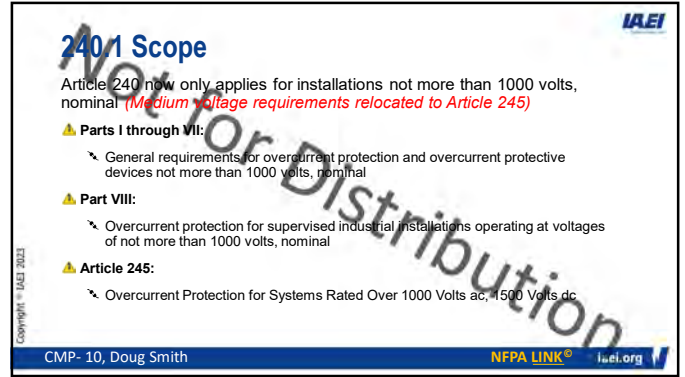 IAEI
240.1 Scope
Article 240 now only applies for installations not more than 1000 volts,
nominal (Medium voltage requirements relocated to Article 245)
Parts I through VII:
General requirements for overcurrent protection and overcurrent protective
devices not more than 1000 volts, nominal
Part VIII:
Overcurrent protection for supervised industrial installations operating at voltages
of not more than 1000 volts, nominal
Article 245:
Overcurrent Protection for Systems Rated Over 1000 Volts ac, 1500 Volts dc
Not for Distribution
Copyright © IAEI 2023
CMP- 10, Doug Smith
NFPA LINK©
iaei.org